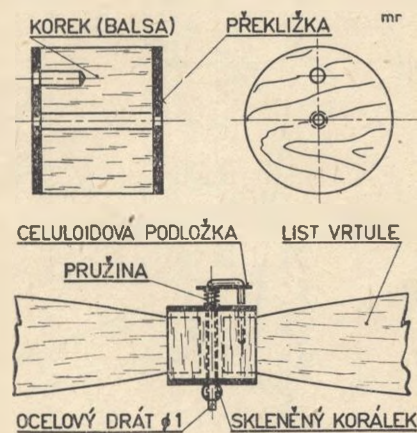 mr
KOREK (BALSA) PŘEKLIŽKA
CELULOIDOVÁ PODLOŽKA LIST VRTULE
PRUŽINA
OCELOVÝ DRÁT ϕ1 SKLENĚNÝ KORÁLEK